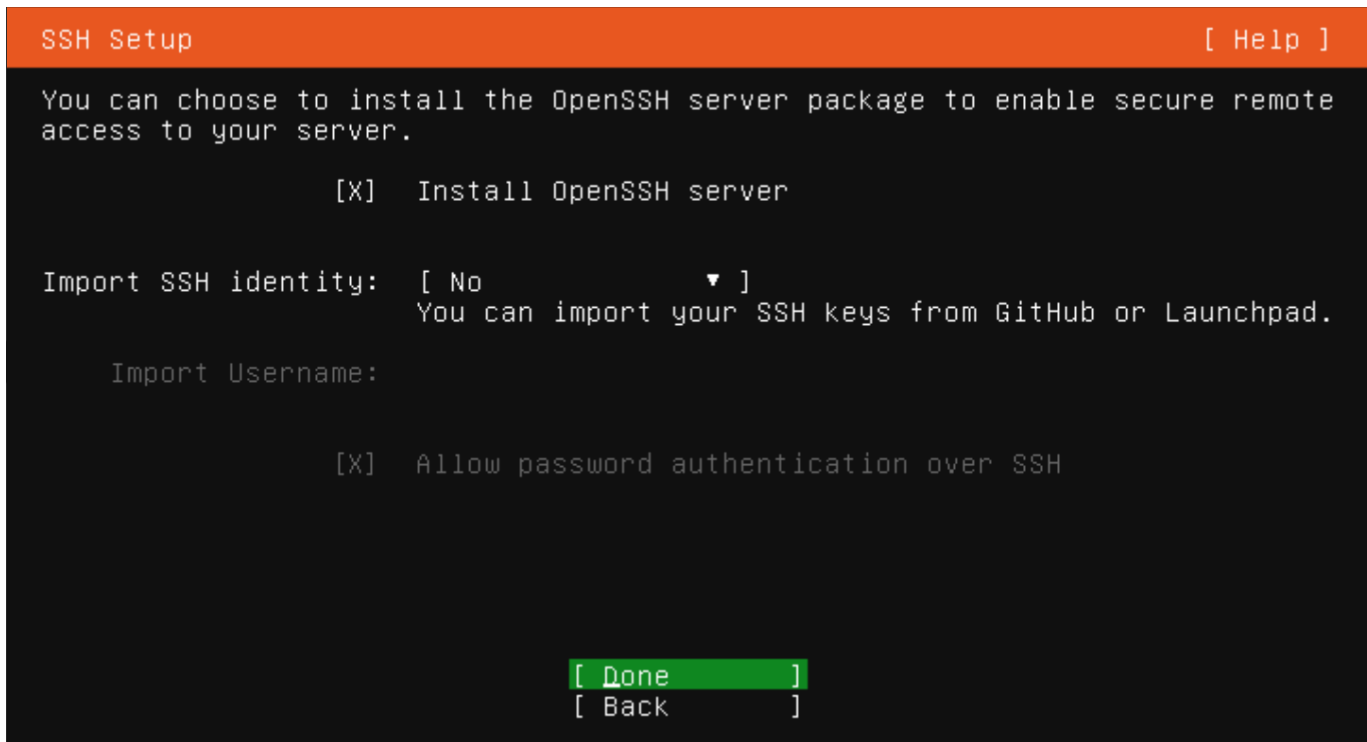 SSH Setup [ Help ]
You can choose to install the OpenSSH server package to enable secure remote
access to your server.
[X] Install OpenSSH server
Import SSH identity: [ No ▼ ]
You can import your SSH keys from GitHub or Launchpad.
Import Username:
[X] Allow password authentication over SSH
[ Done ]
[ Back ]